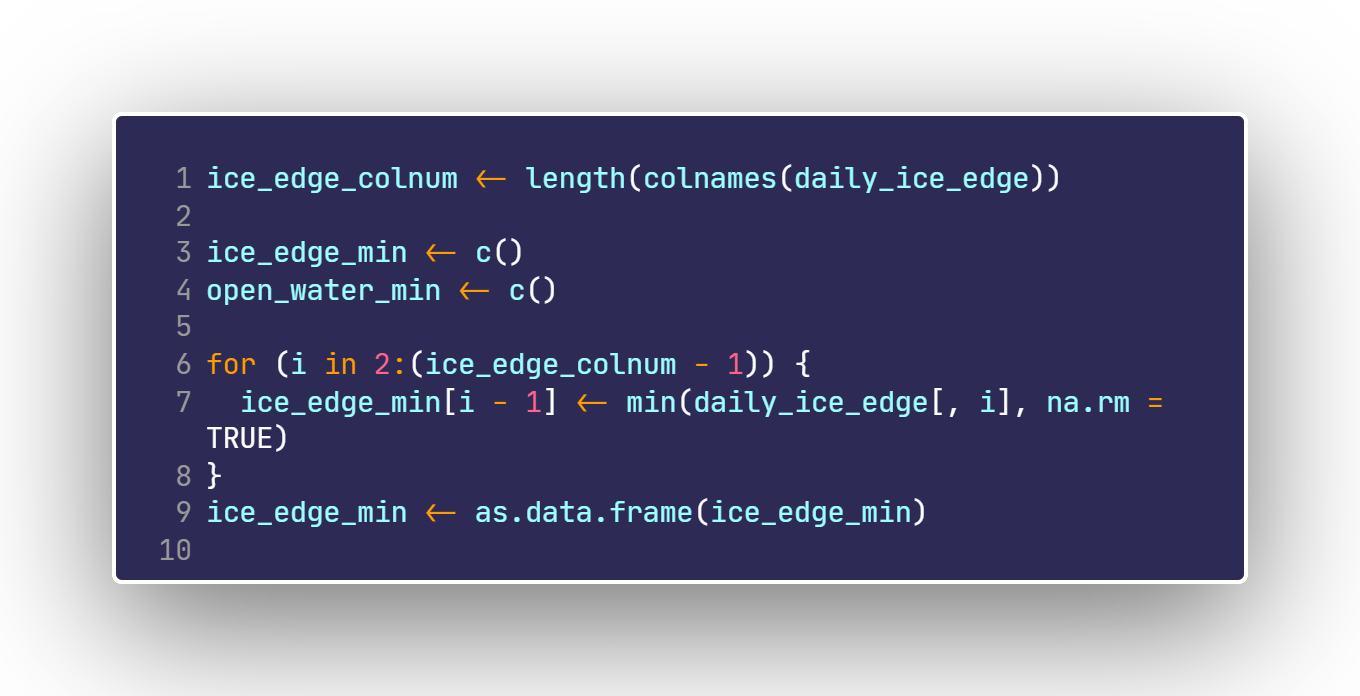 1 ice_edge_colnum <- length(colnames(daily_ice_edge))
2
3 ice_edge_min <- c()
4 open_water_min <- c()
5
6 for (i in 2:(ice_edge_colnum - 1)) {
7   ice_edge_min[i - 1] <- min(daily_ice_edge[, i], na.rm =
TRUE)
8 }
9 ice_edge_min <- as.data.frame(ice_edge_min)
10